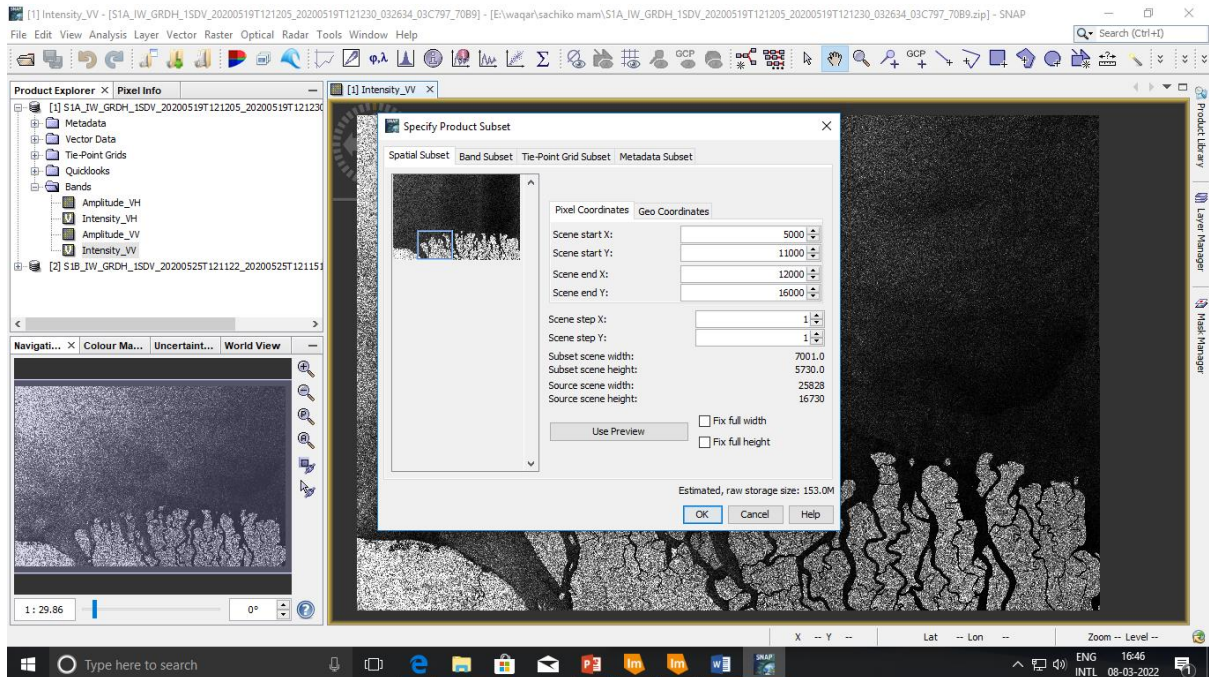 [1] Intensity_VV - [S1A_IW_GRDH_1SDV_20200519T121205_20200519T121230_032634_03C797_70B9] - [E:\waqar\sachiko mam\S1A_IW_GRDH_1SDV_20200519T121205_20200519T121230_032634_03C797_70B9.zip] - SNAP
File Edit View Analysis Layer Vector Raster Optical Radar Tools Window Help
Search (Ctrl+I)
φ,λ
Σ
GCP
GCP
Product Explorer × Pixel Info
[1] Intensity_VV ×
[1] S1A_IW_GRDH_1SDV_20200519T121205_20200519T12123
Metadata
Vector Data
Tie-Point Grids
Quicklooks
Bands
Amplitude_VH
Intensity_VH
Amplitude_VV
Intensity_VV
[2] S1B_IW_GRDH_1SDV_20200525T121122_20200525T121151
Navigati... × Colour Ma... Uncertaint... World View
1 : 29.86
0°
Specify Product Subset
Spatial Subset Band Subset Tie-Point Grid Subset Metadata Subset
Pixel Coordinates Geo Coordinates
Scene start X: 5000
Scene start Y: 11000
Scene end X: 12000
Scene end Y: 16000
Scene step X: 1
Scene step Y: 1
Subset scene width: 7001.0
Subset scene height: 5730.0
Source scene width: 25828
Source scene height: 16730
Use Preview
Fix full width
Fix full height
Estimated, raw storage size: 153.0M
OK Cancel Help
Product Library
Layer Manager
Mask Manager
X -- Y -- Lat -- Lon -- Zoom -- Level --
Type here to search
SNAP
ENG 16:46
INTL 08-03-2022